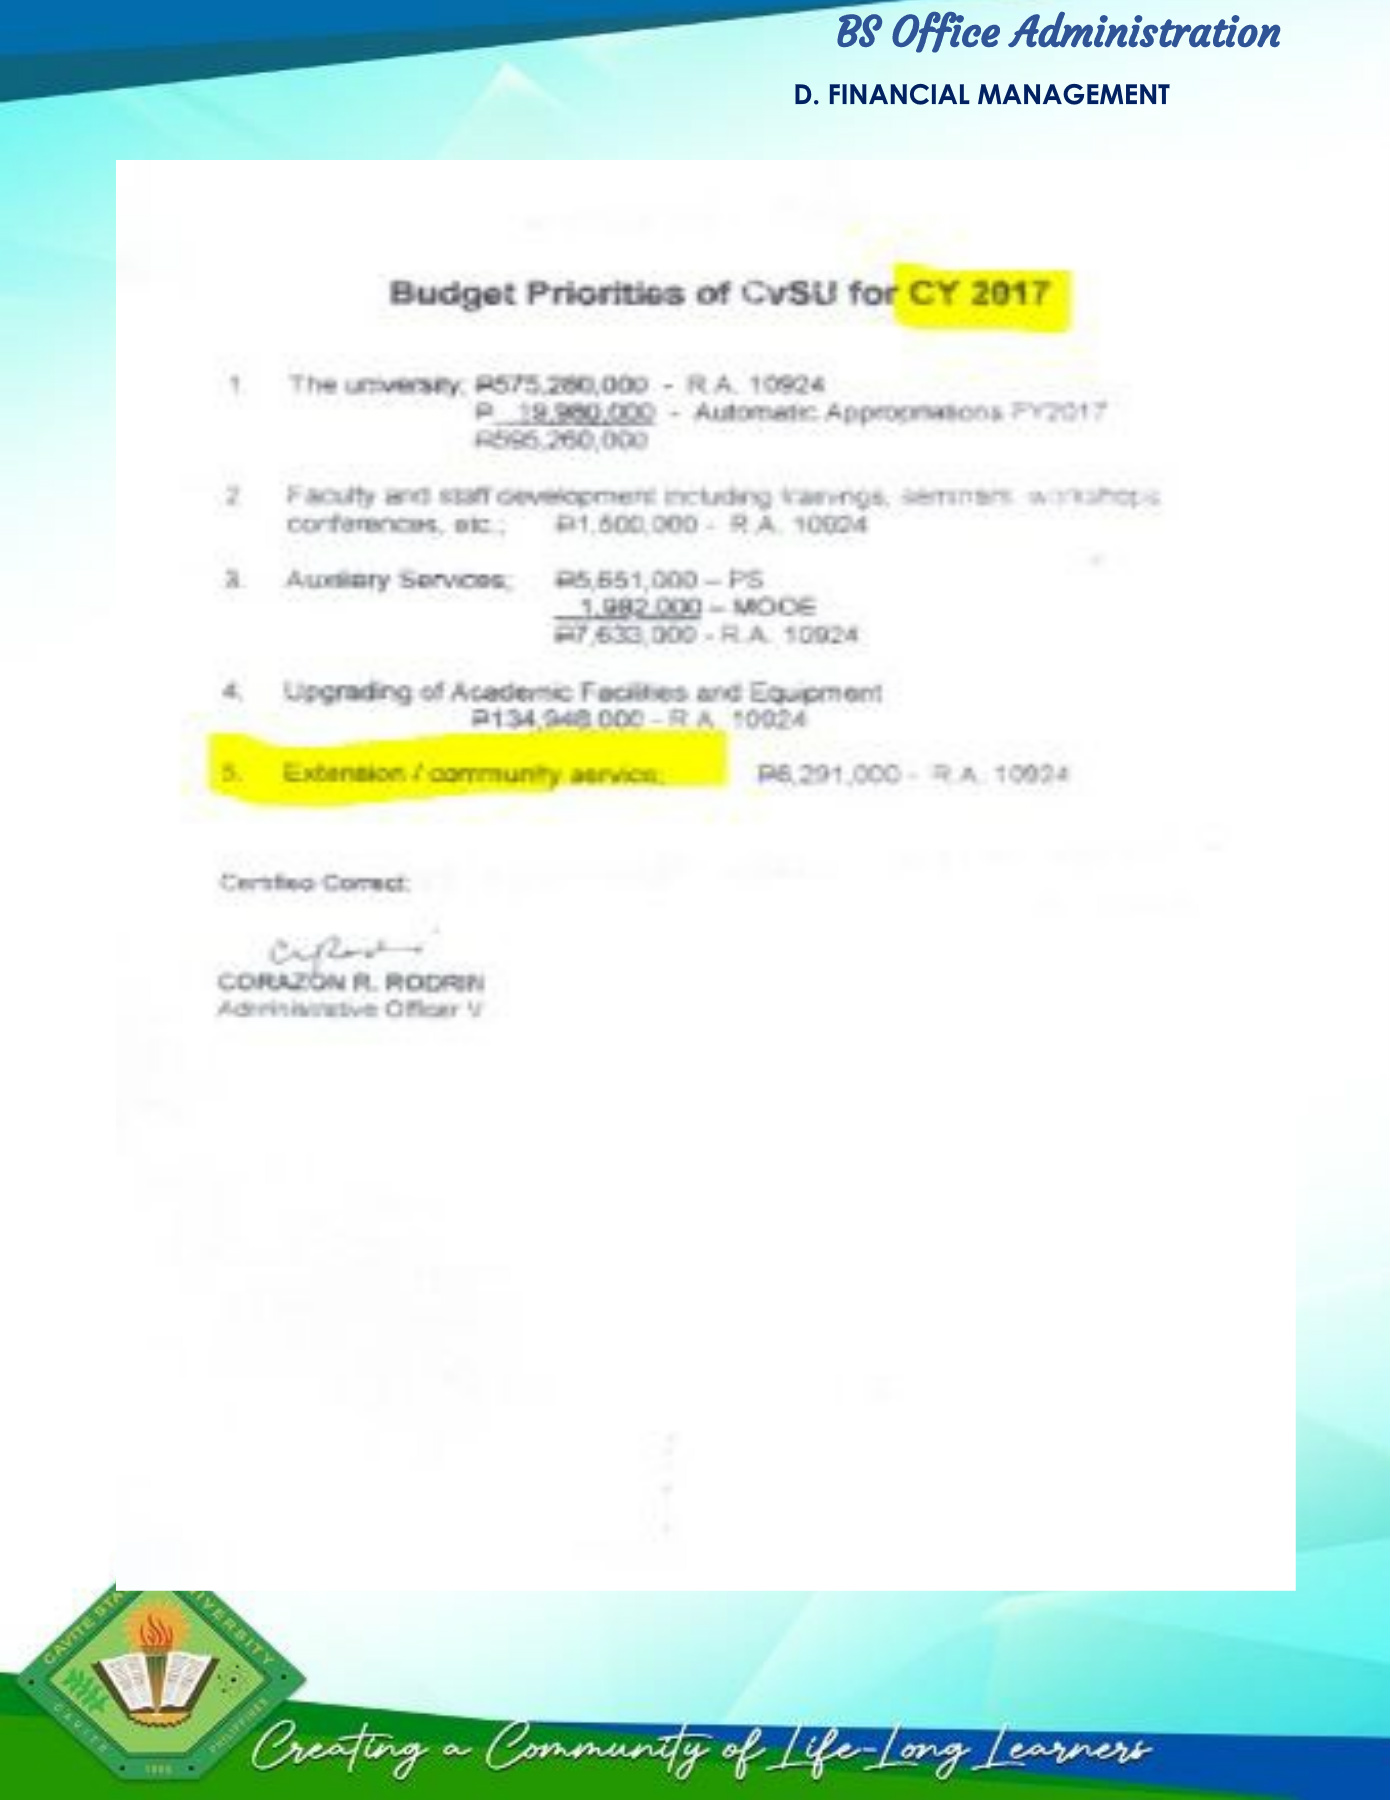 BS Office Administration
D. FINANCIAL MANAGEMENT
Budget Priorities of CvSU for CY 2017
1. The university; ₱575,280,000 - R.A. 10924
₱ 19,980,000 - Automatic Appropriations FY2017
₱595,260,000
2. Faculty and staff development including trainings, seminars, workshops
conferences, etc.; ₱1,500,000 - R.A. 10924
3. Auxiliary Services; ₱5,651,000 – PS
1,982,000 – MOOE
₱7,633,000 - R.A. 10924
4. Upgrading of Academic Facilities and Equipment
₱134,948,000 - R.A. 10924
5. Extension / community service; ₱6,291,000 - R.A. 10924
Certified Correct:
CORAZON R. RODRIN
Administrative Officer V
CAVITE STATE UNIVERSITY
CAVITE PHILIPPINES
1906
Creating a Community of Life-Long Learners